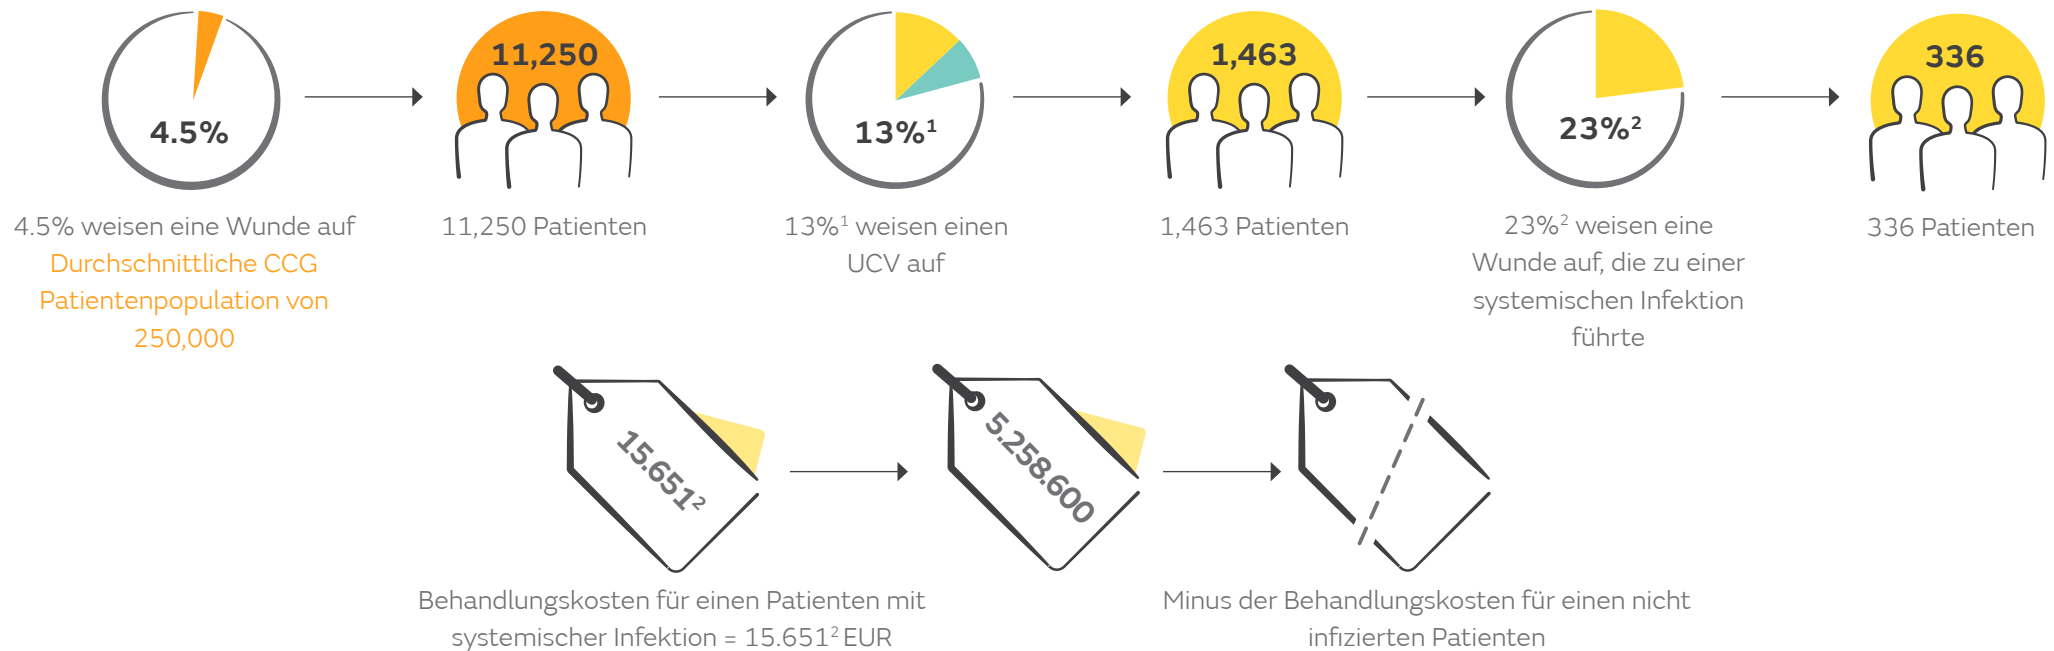 4.5%
11,250
13%¹
1,463
23%²
336
4.5% weisen eine Wunde auf
Durchschnittliche CCG
Patientenpopulation von
250,000
11,250 Patienten
13%¹ weisen einen
UCV auf
1,463 Patienten
23%² weisen eine
Wunde auf, die zu einer
systemischen Infektion
führte
336 Patienten
15.651²
5.258.600
Behandlungskosten für einen Patienten mit
systemischer Infektion = 15.651² EUR
Minus der Behandlungskosten für einen nicht
infizierten Patienten